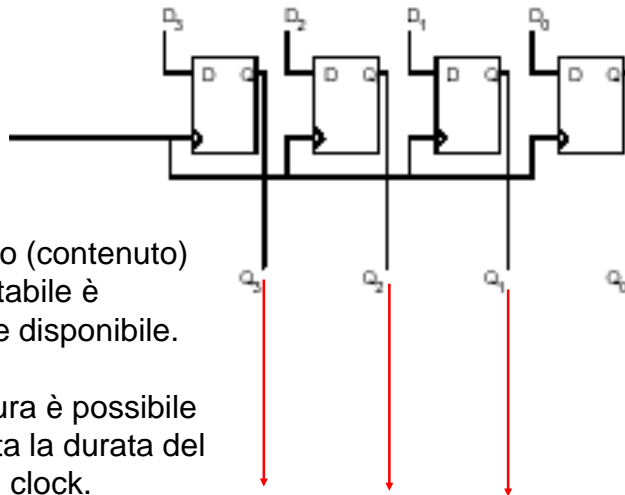 D3 D2 D1 D0
D Q D Q D Q D Q
o (contenuto)
tabile è
e disponibile.
Q3 Q2 Q1 Q0
ura è possibile
ta la durata del
clock.